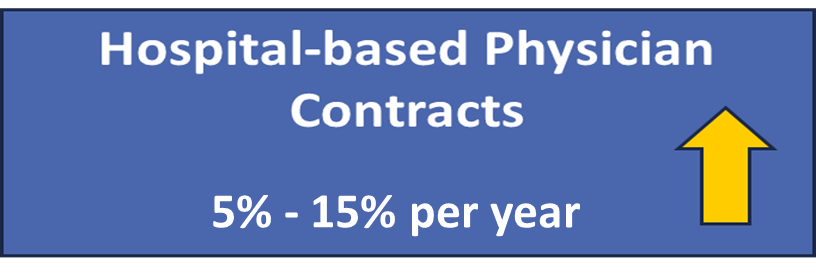 Hospital-based Physician
Contracts
5% - 15% per year